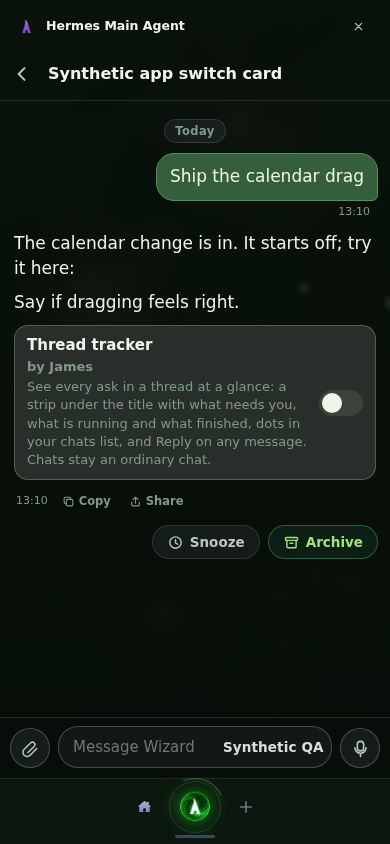 Hermes Main Agent
Synthetic app switch card
Today
Ship the calendar drag
13:10
The calendar change is in. It starts off; try
it here:
Say if dragging feels right.
Thread tracker
by James
See every ask in a thread at a glance: a
strip under the title with what needs you,
what is running and what finished, dots in
your chats list, and Reply on any message.
Chats stay an ordinary chat.
13:10 Copy Share
Snooze Archive
Message Wizard Synthetic QA